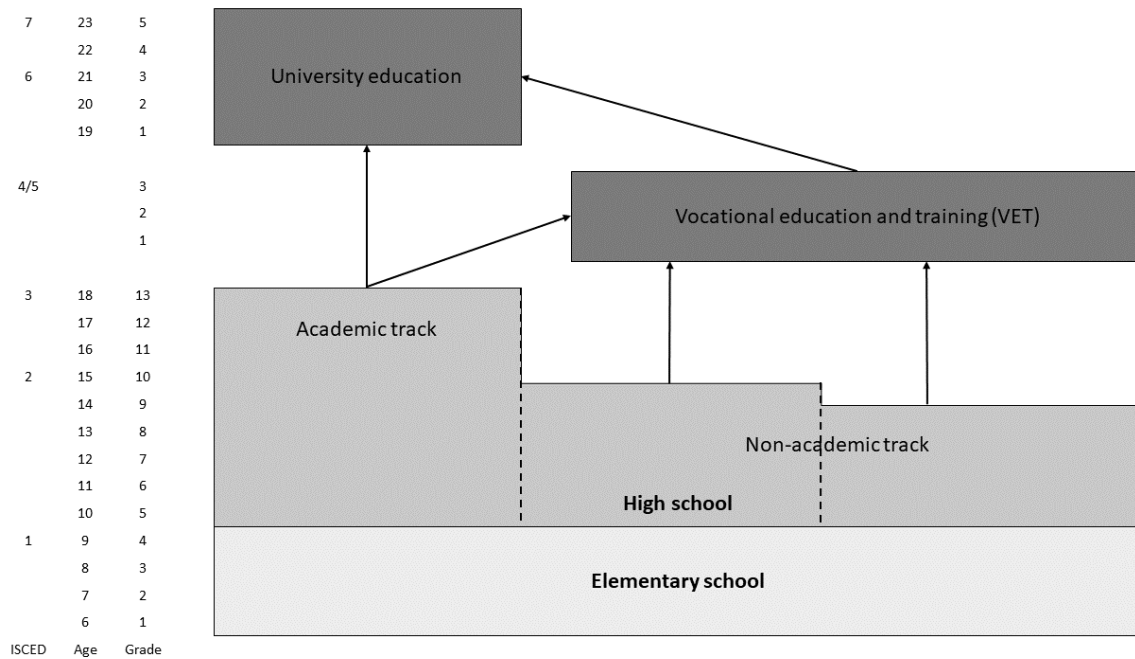 7 23 5
22 4
6 21 3
University education
20 2
19 1
4/5 3
2
Vocational education and training (VET)
1
3 18 13
17 12
Academic track
16 11
2 15 10
14 9
13 8
Non-academic track
12 7
11 6
High school
10 5
1 9 4
8 3
Elementary school
7 2
6 1
ISCED Age Grade